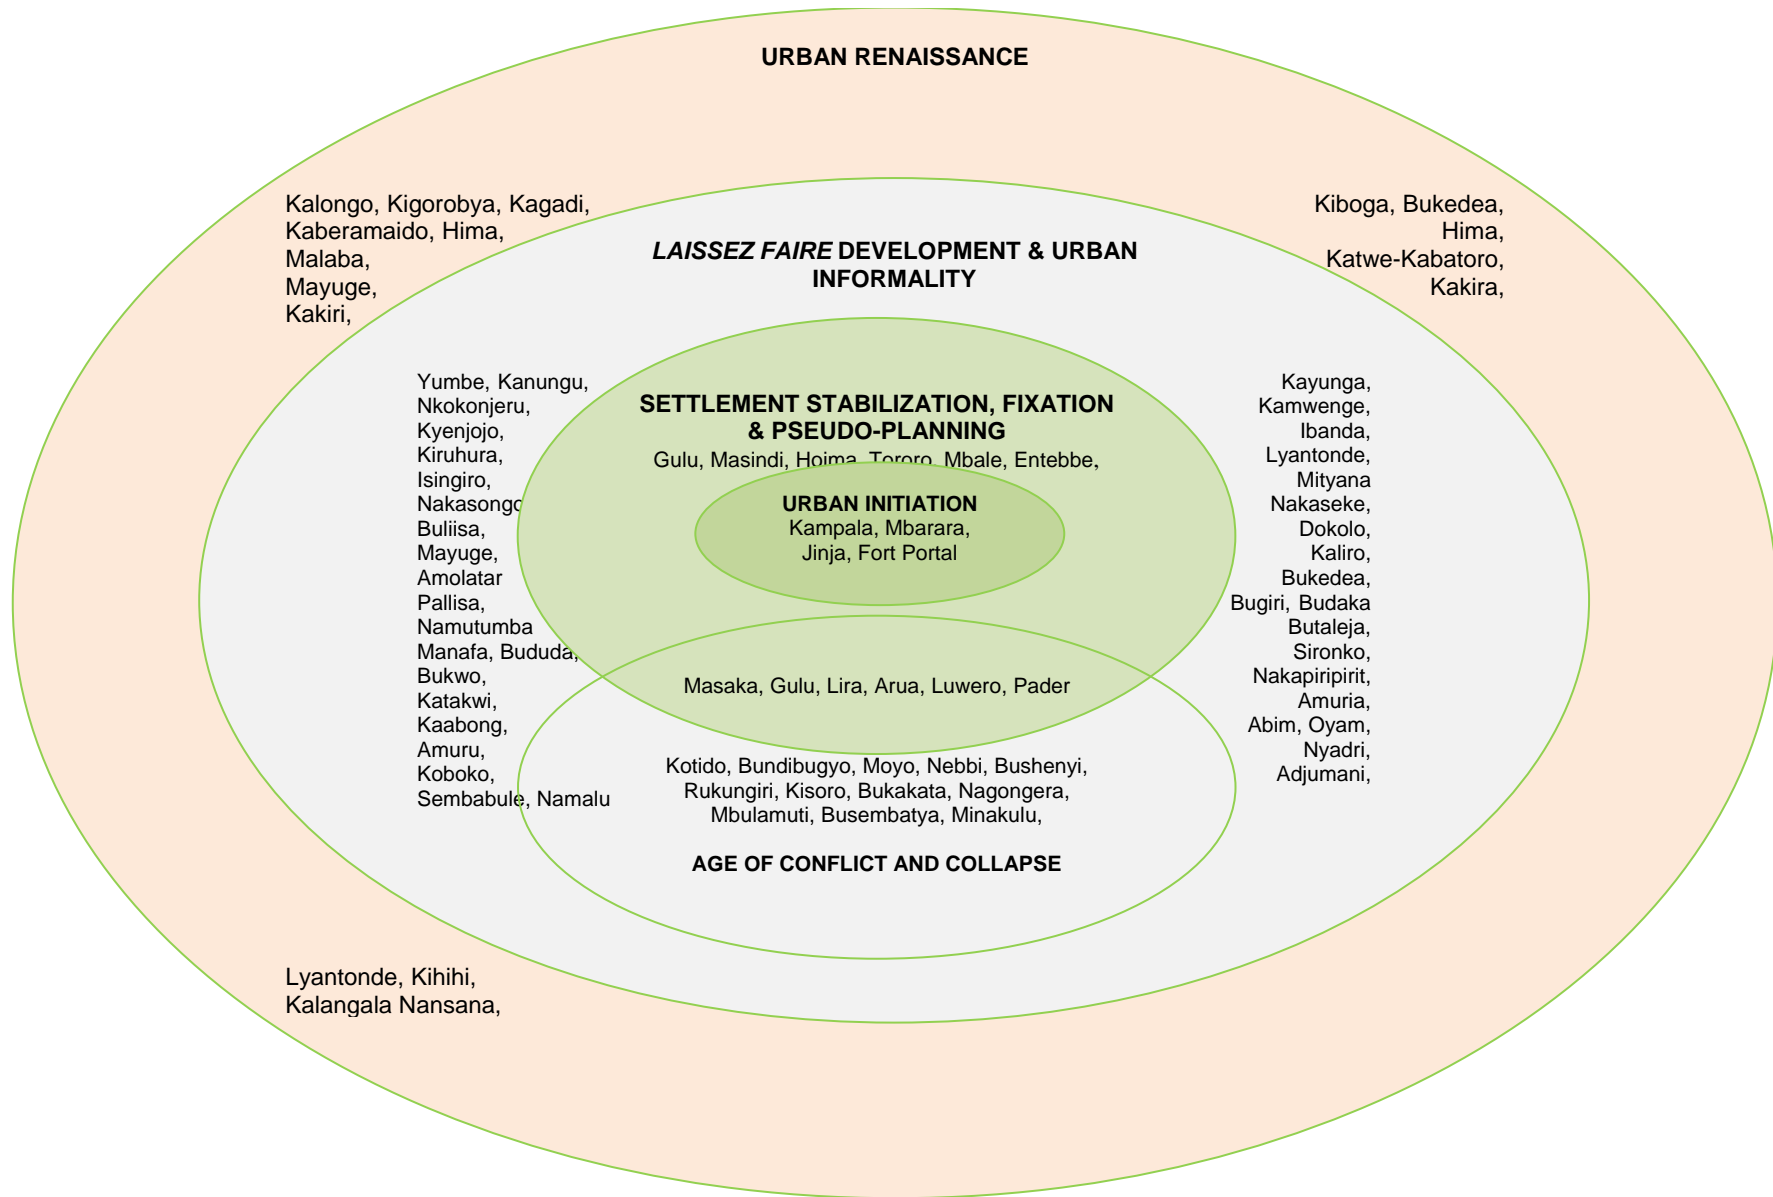 URBAN RENAISSANCE
Kalongo, Kigorobya, Kagadi,
Kaberamaido, Hima,
Malaba,
Mayuge,
Kakiri,
Kiboga, Bukedea,
Hima,
Katwe-Kabatoro,
Kakira,
LAISSEZ FAIRE DEVELOPMENT & URBAN
INFORMALITY
Yumbe, Kanungu,
Nkokonjeru,
Kyenjojo,
Kiruhura,
Isingiro,
Nakasongo
Buliisa,
Mayuge,
Amolatar
Pallisa,
Namutumba
Manafa, Bududa,
Bukwo,
Katakwi,
Kaabong,
Amuru,
Koboko,
Sembabule, Namalu
SETTLEMENT STABILIZATION, FIXATION
& PSEUDO-PLANNING
Gulu, Masindi, Hoima, Tororo, Mbale, Entebbe,
URBAN INITIATION
Kampala, Mbarara,
Jinja, Fort Portal
Masaka, Gulu, Lira, Arua, Luwero, Pader
Kotido, Bundibugyo, Moyo, Nebbi, Bushenyi,
Rukungiri, Kisoro, Bukakata, Nagongera,
Mbulamuti, Busembatya, Minakulu,
AGE OF CONFLICT AND COLLAPSE
Kayunga,
Kamwenge,
Ibanda,
Lyantonde,
Mityana
Nakaseke,
Dokolo,
Kaliro,
Bukedea,
Bugiri, Budaka
Butaleja,
Sironko,
Nakapiripirit,
Amuria,
Abim, Oyam,
Nyadri,
Adjumani,
Lyantonde, Kihihi,
Kalangala Nansana,